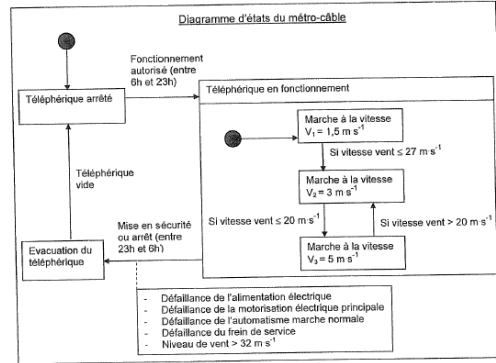 Diagramme d'états du métro-câble
Fonctionnement
autorisé (entre
6h et 23h)
Téléphérique arrêté
Téléphérique en fonctionnement
Marche à la vitesse
V₁ = 1,5 m s⁻¹
Si vitesse vent ≤ 27 m·s⁻¹
Marche à la vitesse
V₂ = 3 m s⁻¹
Si vitesse vent ≤ 20 m·s⁻¹
Si vitesse vent > 20 m·s⁻¹
Marche à la vitesse
V₃ = 5 m s⁻¹
Téléphérique
vide
Mise en sécurité
ou arrêt (entre
23h et 6h)
Evacuation du
téléphérique
- Défaillance de l'alimentation électrique
- Défaillance de la motorisation électrique principale
- Défaillance de l'automatisme marche normale
- Défaillance du frein de service
- Niveau de vent > 32 m·s⁻¹